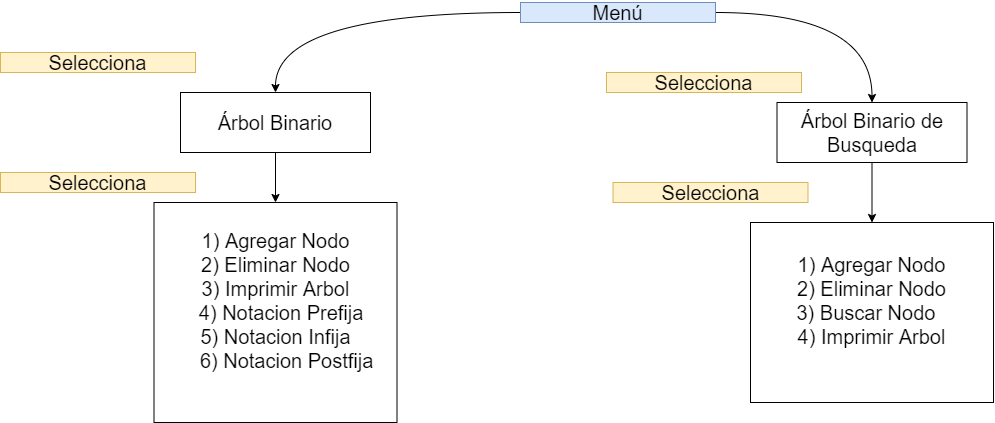 Menú
Selecciona
Árbol Binario
Selecciona
1) Agregar Nodo
2) Eliminar Nodo
3) Imprimir Arbol
4) Notacion Prefija
5) Notacion Infija
6) Notacion Postfija
Selecciona
Árbol Binario de
Busqueda
Selecciona
1) Agregar Nodo
2) Eliminar Nodo
3) Buscar Nodo
4) Imprimir Arbol